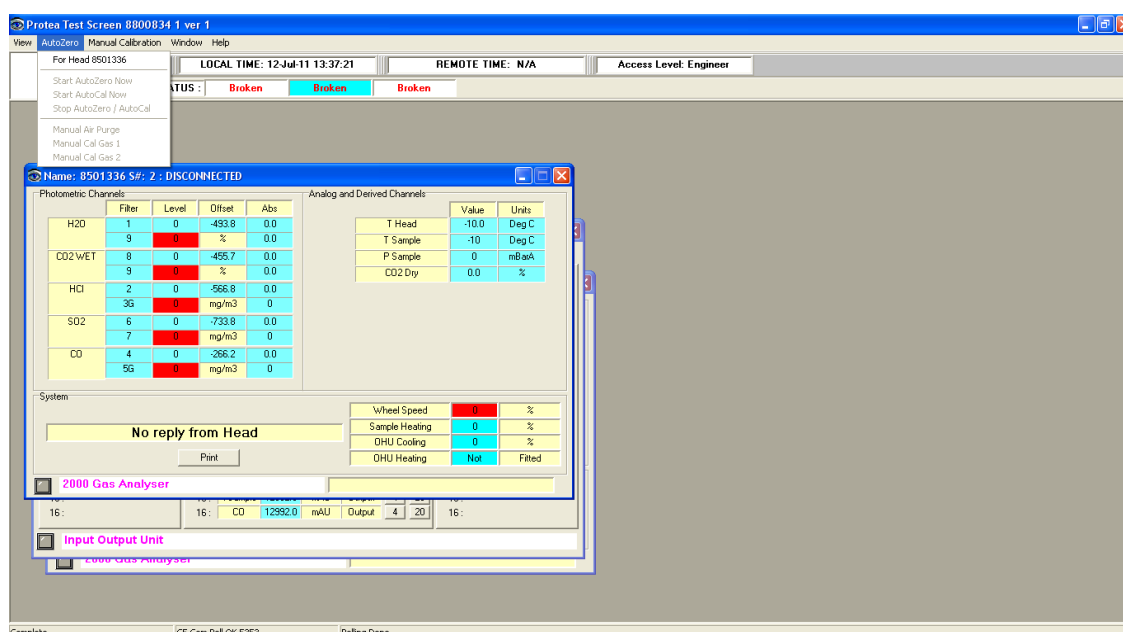 Protea Test Screen 8800834 1 ver 1
View AutoZero Manual Calibration Window Help
For Head 8501336
LOCAL TIME: 12-Jul-11 13:37:21 REMOTE TIME: N/A Access Level: Engineer
Start AutoZero Now
Start AutoCal Now
Stop AutoZero / AutoCal
ATUS : Broken Broken Broken
Manual Air Purge
Manual Cal Gas 1
Manual Cal Gas 2
Name: 8501336 S#: 2 : DISCONNECTED
Photometric Channels Analog and Derived Channels
Filter Level Offset Abs Value Units
H2O 1 0 -493.8 0.0 T Head -10.0 Deg C
9 0 % 0.0 T Sample -10 Deg C
CO2 WET 8 0 -455.7 0.0 P Sample 0 mBarA
9 0 % 0.0 CO2 Dry 0.0 %
HCl 2 0 -566.8 0.0
3G 0 mg/m3 0
SO2 6 0 -733.8 0.0
7 0 mg/m3 0
CO 4 0 -266.2 0.0
5G 0 mg/m3 0
System
Wheel Speed 0 %
No reply from Head Sample Heating 0 %
OHU Cooling 0 %
Print OHU Heating Not Fitted
2000 Gas Analyser
16 : 16 : CO 12992.0 mAU Output 4 20 16 :
Input Output Unit
2000 Gas Analyser